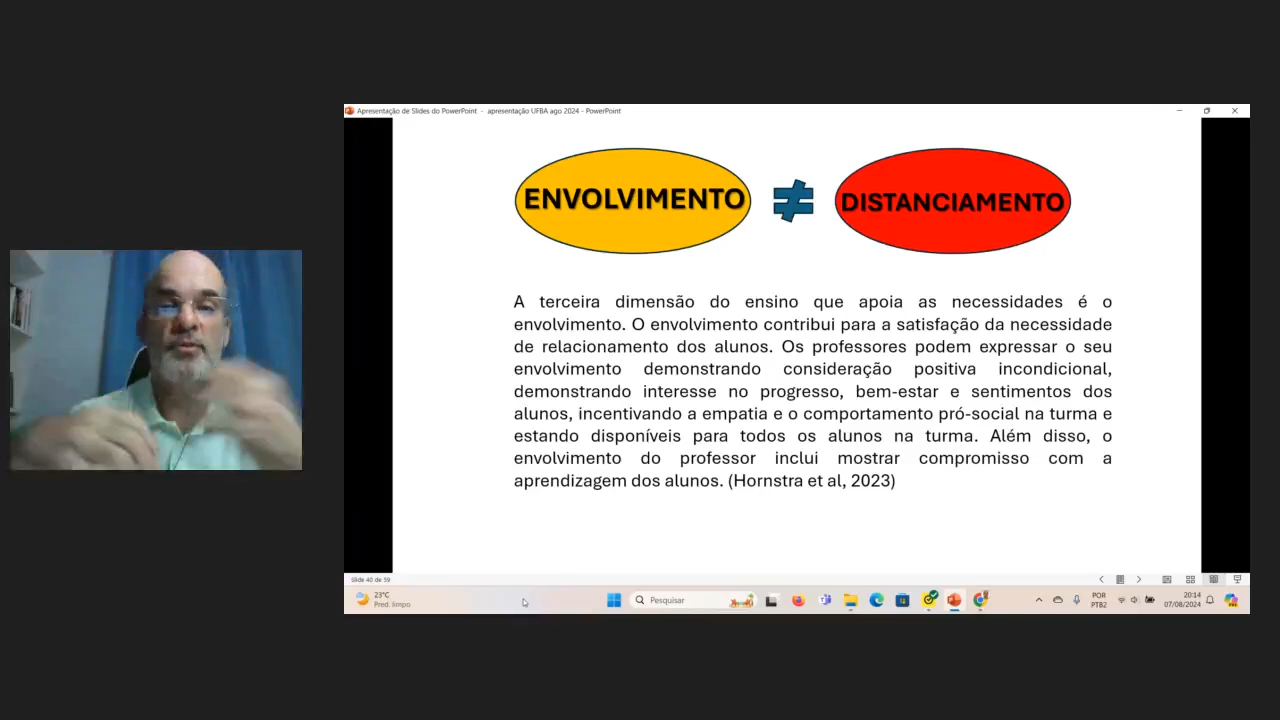 Apresentação de Slides do PowerPoint - apresentação UFBA ago 2024 - PowerPoint
ENVOLVIMENTO ≠ DISTANCIAMENTO
A terceira dimensão do ensino que apoia as necessidades é o
envolvimento. O envolvimento contribui para a satisfação da necessidade
de relacionamento dos alunos. Os professores podem expressar o seu
envolvimento demonstrando consideração positiva incondicional,
demonstrando interesse no progresso, bem-estar e sentimentos dos
alunos, incentivando a empatia e o comportamento pró-social na turma e
estando disponíveis para todos os alunos na turma. Além disso, o
envolvimento do professor inclui mostrar compromisso com a
aprendizagem dos alunos. (Hornstra et al, 2023)
Slide 40 de 59
23°C
Pred. limpo
Pesquisar
POR
PTB2
20:14
07/08/2024